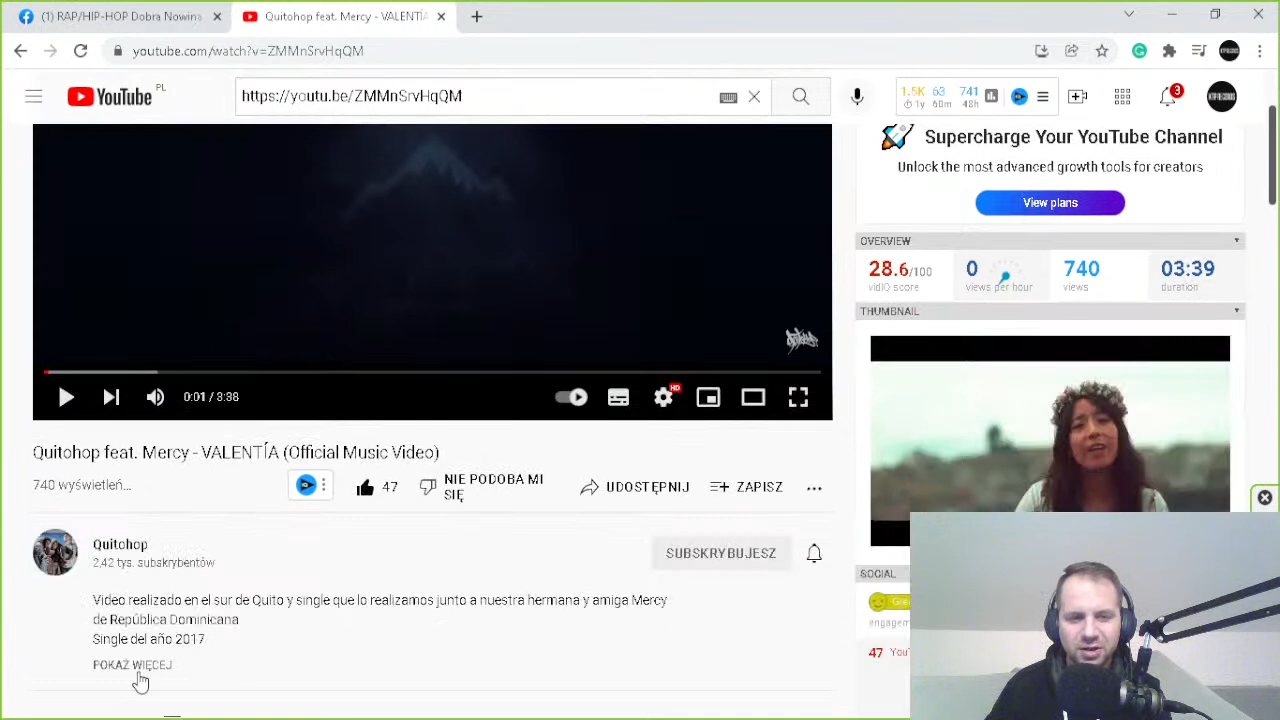 (1) RAP/HIP-HOP Dobra Nowina
Quitohop feat. Mercy - VALENTÍA
youtube.com/watch?v=ZMMnSrvHqQM
YouTube PL
https://youtu.be/ZMMnSrvHqQM
1.5K 63 741
1y 60m 48h
3
Supercharge Your YouTube Channel
Unlock the most advanced growth tools for creators
View plans
OVERVIEW
28.6/100 0 740 03:39
vidIQ score views per hour views duration
THUMBNAIL
0:01 / 3:38
HD
Quitohop feat. Mercy - VALENTÍA (Official Music Video)
740 wyświetleń...
47
NIE PODOBA MI SIĘ
UDOSTĘPNIJ
ZAPISZ
Quitohop
2,42 tys. subskrybentów
SUBSKRYBUJESZ
Video realizado en el sur de Quito y single que lo realizamos junto a nuestra hermana y amiga Mercy
de República Dominicana
Single del año 2017
POKAŻ WIĘCEJ
SOCIAL
47